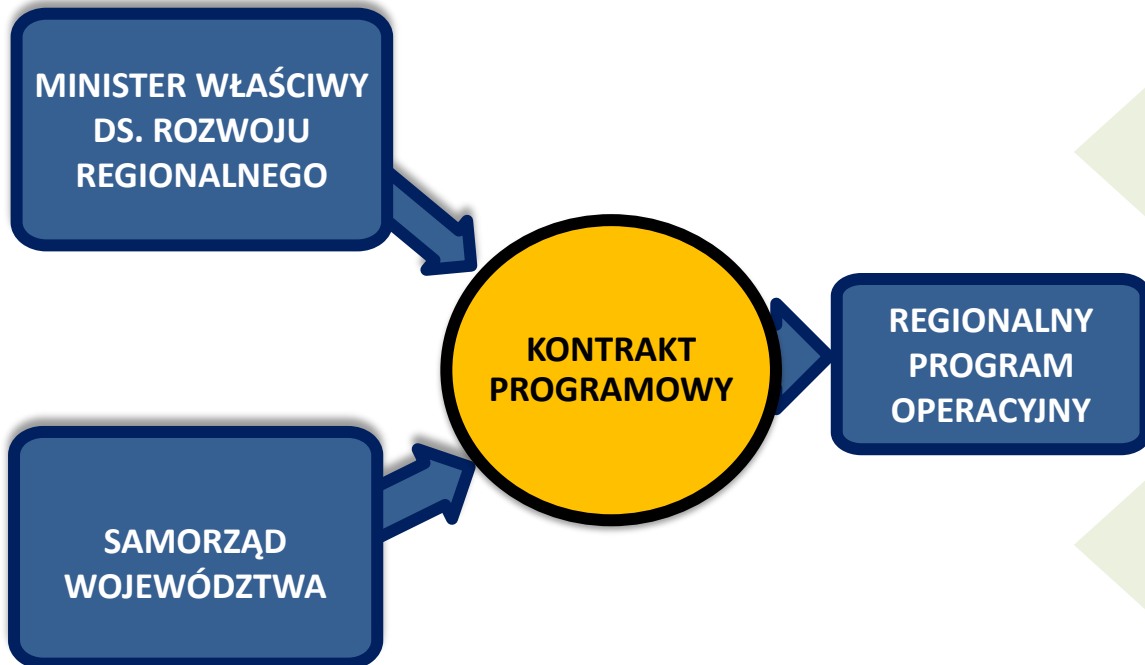 MINISTER WŁAŚCIWY
DS. ROZWOJU
REGIONALNEGO
KONTRAKT
PROGRAMOWY
REGIONALNY
PROGRAM
OPERACYJNY
SAMORZĄD
WOJEWÓDZTWA